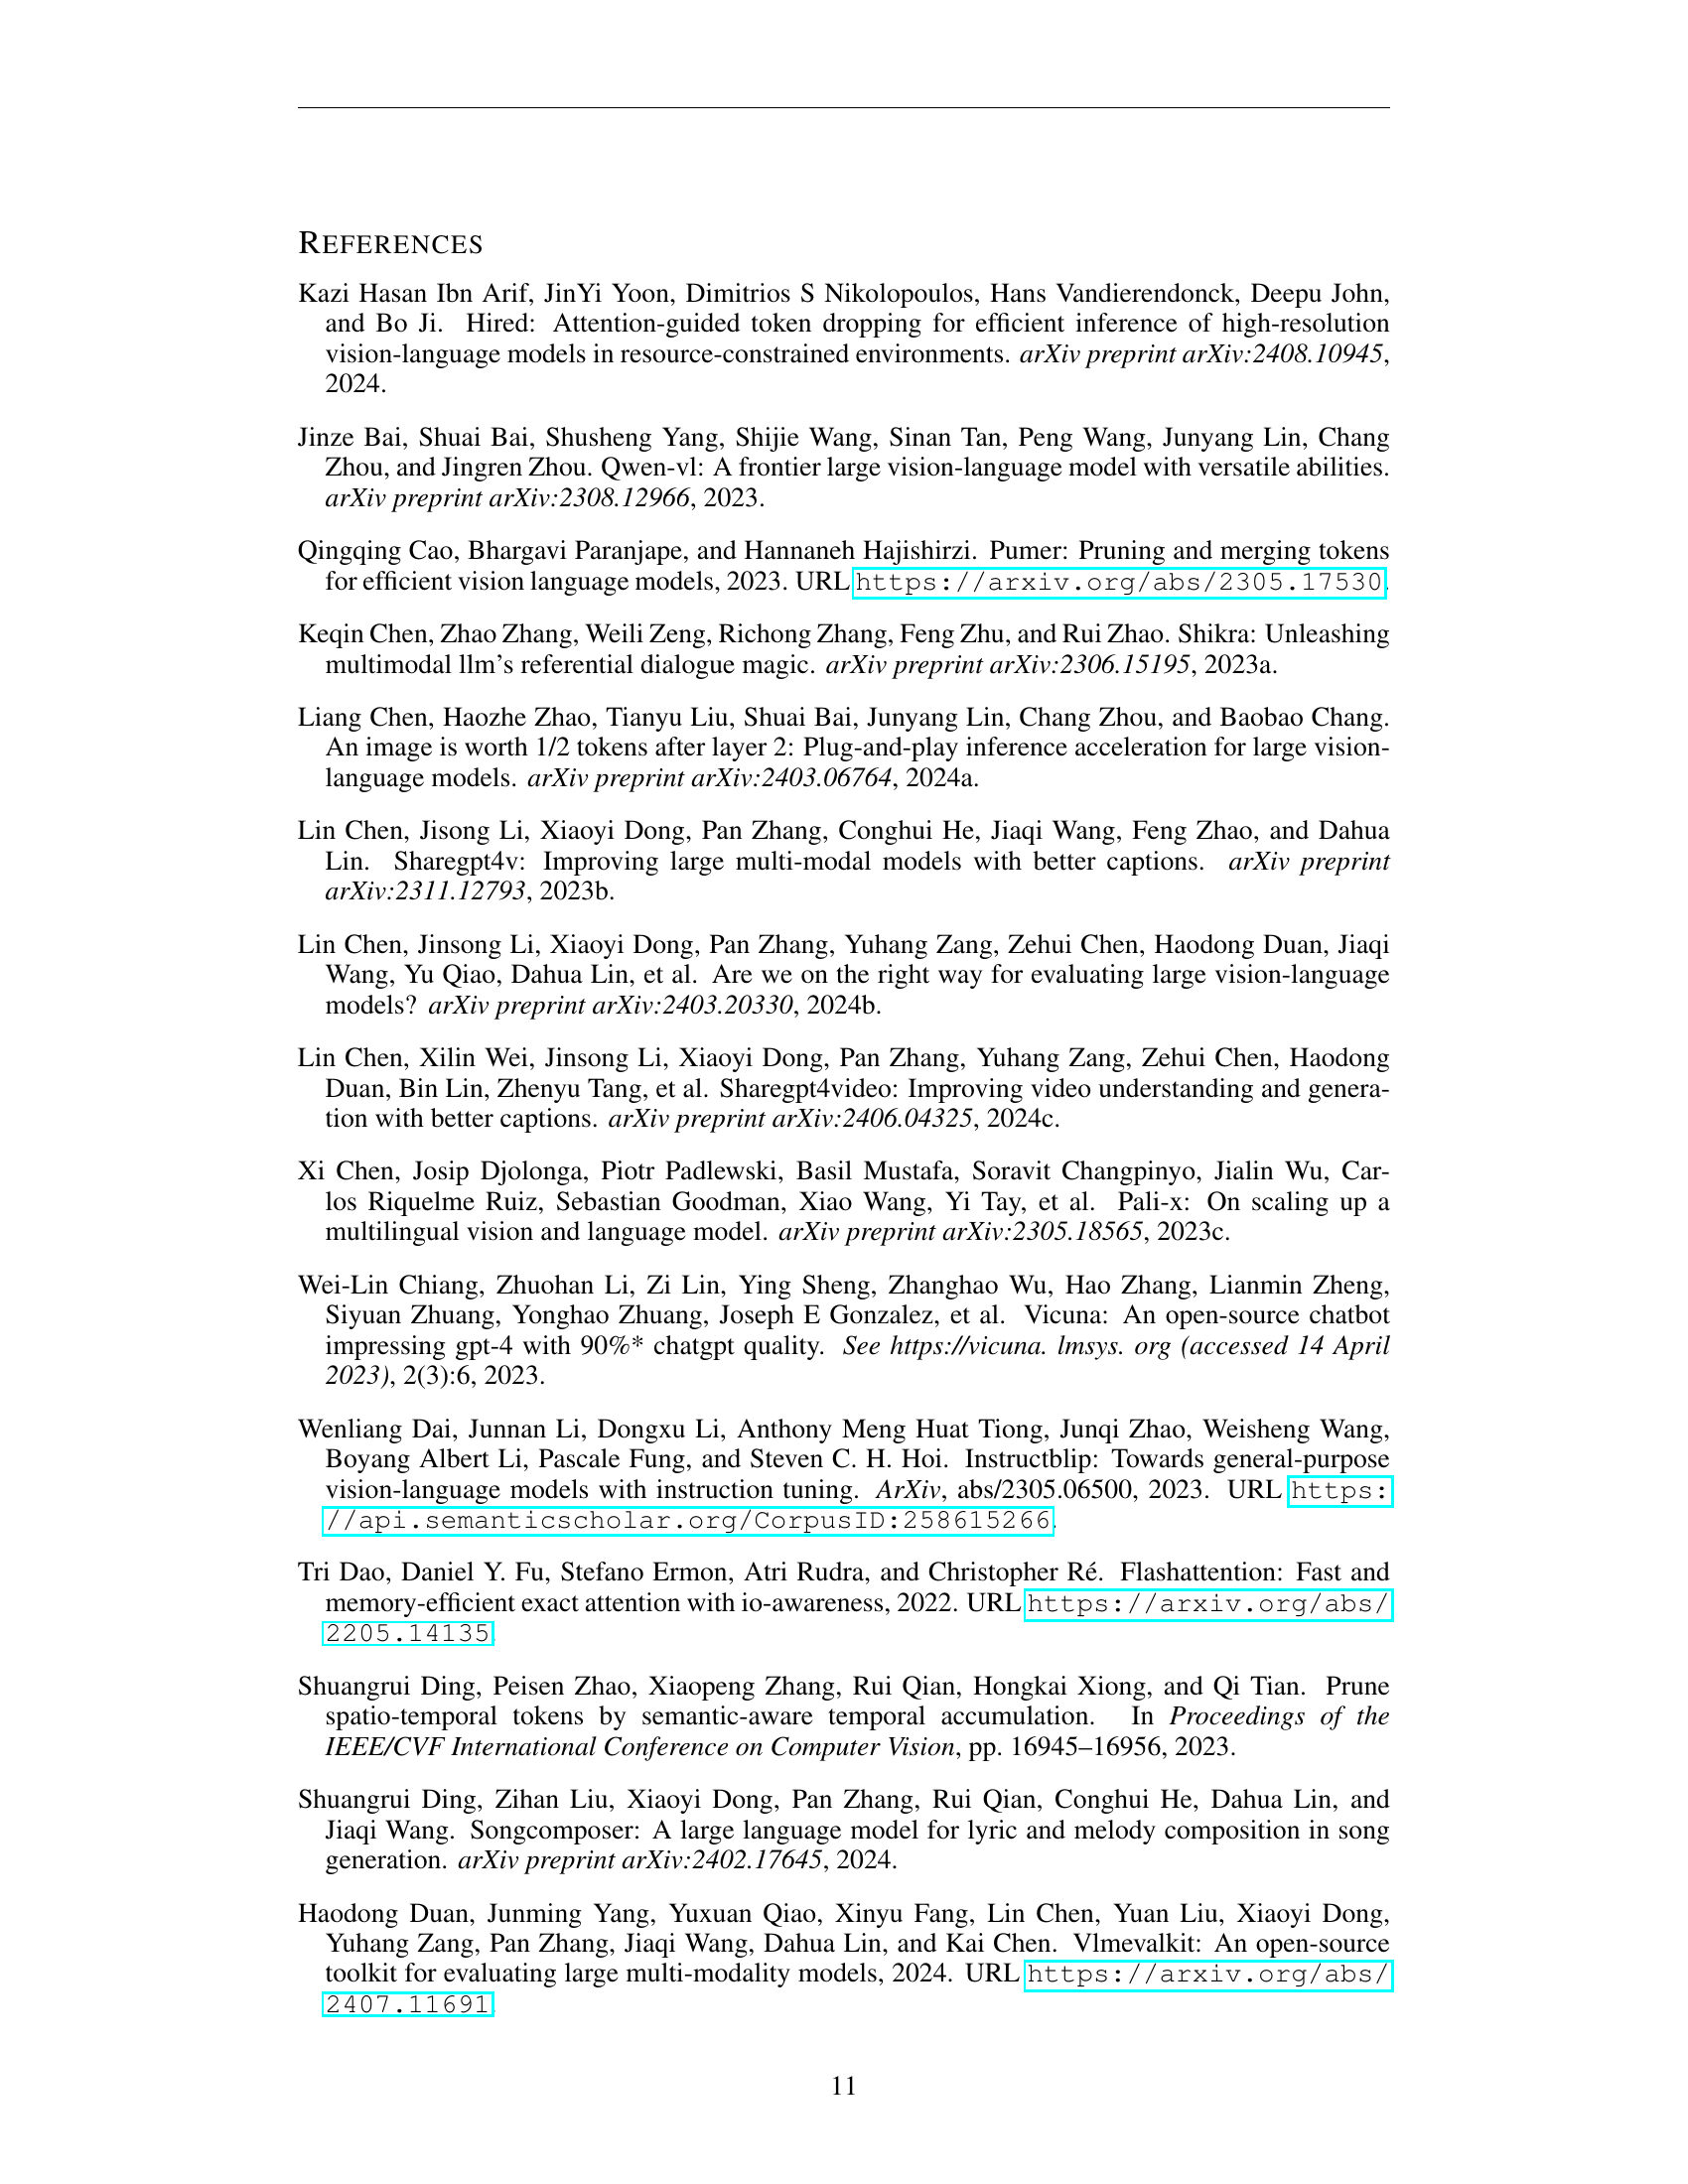 REFERENCES
Kazi Hasan Ibn Arif, JinYi Yoon, Dimitrios S Nikolopoulos, Hans Vandierendonck, Deepu John,
and Bo Ji. Hired: Attention-guided token dropping for efficient inference of high-resolution
vision-language models in resource-constrained environments. arXiv preprint arXiv:2408.10945,
2024.
Jinze Bai, Shuai Bai, Shusheng Yang, Shijie Wang, Sinan Tan, Peng Wang, Junyang Lin, Chang
Zhou, and Jingren Zhou. Qwen-vl: A frontier large vision-language model with versatile abilities.
arXiv preprint arXiv:2308.12966, 2023.
Qingqing Cao, Bhargavi Paranjape, and Hannaneh Hajishirzi. Pumer: Pruning and merging tokens
for efficient vision language models, 2023. URL https://arxiv.org/abs/2305.17530.
Keqin Chen, Zhao Zhang, Weili Zeng, Richong Zhang, Feng Zhu, and Rui Zhao. Shikra: Unleashing
multimodal llm's referential dialogue magic. arXiv preprint arXiv:2306.15195, 2023a.
Liang Chen, Haozhe Zhao, Tianyu Liu, Shuai Bai, Junyang Lin, Chang Zhou, and Baobao Chang.
An image is worth 1/2 tokens after layer 2: Plug-and-play inference acceleration for large vision-
language models. arXiv preprint arXiv:2403.06764, 2024a.
Lin Chen, Jisong Li, Xiaoyi Dong, Pan Zhang, Conghui He, Jiaqi Wang, Feng Zhao, and Dahua
Lin. Sharegpt4v: Improving large multi-modal models with better captions. arXiv preprint
arXiv:2311.12793, 2023b.
Lin Chen, Jinsong Li, Xiaoyi Dong, Pan Zhang, Yuhang Zang, Zehui Chen, Haodong Duan, Jiaqi
Wang, Yu Qiao, Dahua Lin, et al. Are we on the right way for evaluating large vision-language
models? arXiv preprint arXiv:2403.20330, 2024b.
Lin Chen, Xilin Wei, Jinsong Li, Xiaoyi Dong, Pan Zhang, Yuhang Zang, Zehui Chen, Haodong
Duan, Bin Lin, Zhenyu Tang, et al. Sharegpt4video: Improving video understanding and genera-
tion with better captions. arXiv preprint arXiv:2406.04325, 2024c.
Xi Chen, Josip Djolonga, Piotr Padlewski, Basil Mustafa, Soravit Changpinyo, Jialin Wu, Car-
los Riquelme Ruiz, Sebastian Goodman, Xiao Wang, Yi Tay, et al. Pali-x: On scaling up a
multilingual vision and language model. arXiv preprint arXiv:2305.18565, 2023c.
Wei-Lin Chiang, Zhuohan Li, Zi Lin, Ying Sheng, Zhanghao Wu, Hao Zhang, Lianmin Zheng,
Siyuan Zhuang, Yonghao Zhuang, Joseph E Gonzalez, et al. Vicuna: An open-source chatbot
impressing gpt-4 with 90%* chatgpt quality. See https://vicuna. lmsys. org (accessed 14 April
2023), 2(3):6, 2023.
Wenliang Dai, Junnan Li, Dongxu Li, Anthony Meng Huat Tiong, Junqi Zhao, Weisheng Wang,
Boyang Albert Li, Pascale Fung, and Steven C. H. Hoi. Instructblip: Towards general-purpose
vision-language models with instruction tuning. ArXiv, abs/2305.06500, 2023. URL https:
//api.semanticscholar.org/CorpusID:258615266.
Tri Dao, Daniel Y. Fu, Stefano Ermon, Atri Rudra, and Christopher Ré. Flashattention: Fast and
memory-efficient exact attention with io-awareness, 2022. URL https://arxiv.org/abs/
2205.14135.
Shuangrui Ding, Peisen Zhao, Xiaopeng Zhang, Rui Qian, Hongkai Xiong, and Qi Tian. Prune
spatio-temporal tokens by semantic-aware temporal accumulation. In Proceedings of the
IEEE/CVF International Conference on Computer Vision, pp. 16945–16956, 2023.
Shuangrui Ding, Zihan Liu, Xiaoyi Dong, Pan Zhang, Rui Qian, Conghui He, Dahua Lin, and
Jiaqi Wang. Songcomposer: A large language model for lyric and melody composition in song
generation. arXiv preprint arXiv:2402.17645, 2024.
Haodong Duan, Junming Yang, Yuxuan Qiao, Xinyu Fang, Lin Chen, Yuan Liu, Xiaoyi Dong,
Yuhang Zang, Pan Zhang, Jiaqi Wang, Dahua Lin, and Kai Chen. Vlmevalkit: An open-source
toolkit for evaluating large multi-modality models, 2024. URL https://arxiv.org/abs/
2407.11691.
11